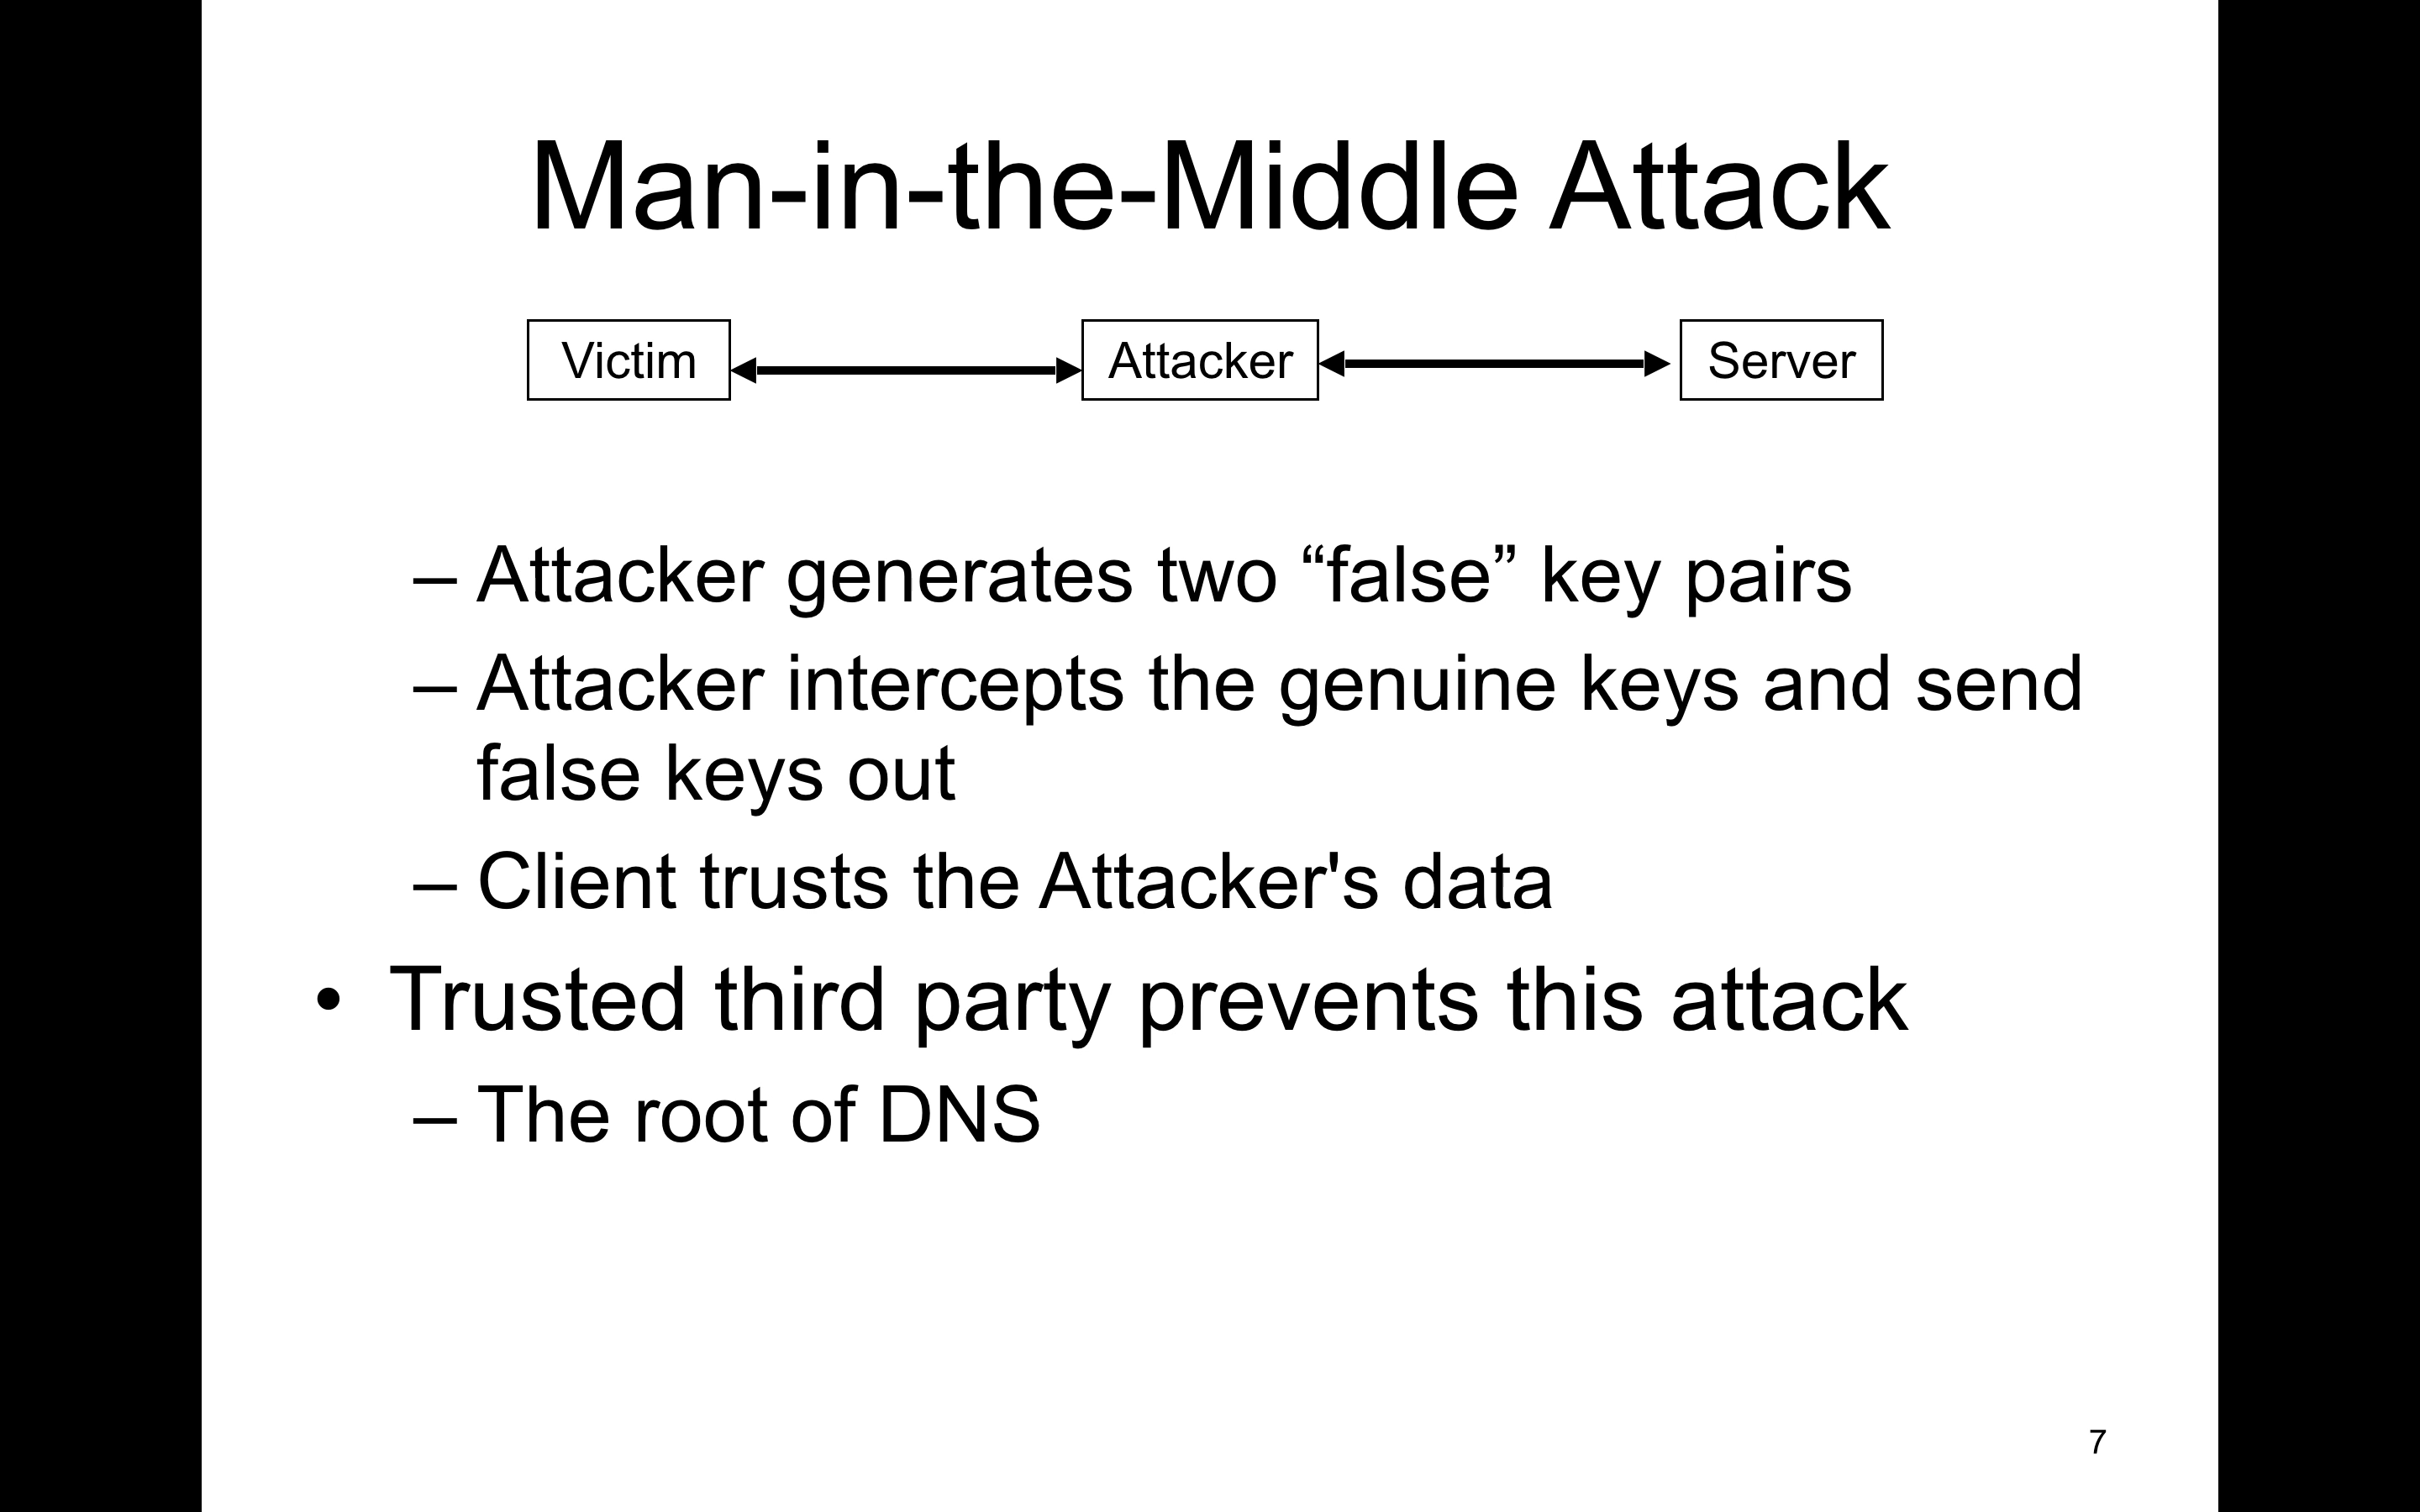 Man-in-the-Middle Attack
Victim Attacker Server
– Attacker generates two “false” key pairs
– Attacker intercepts the genuine keys and send
false keys out
– Client trusts the Attacker's data
• Trusted third party prevents this attack
– The root of DNS
7